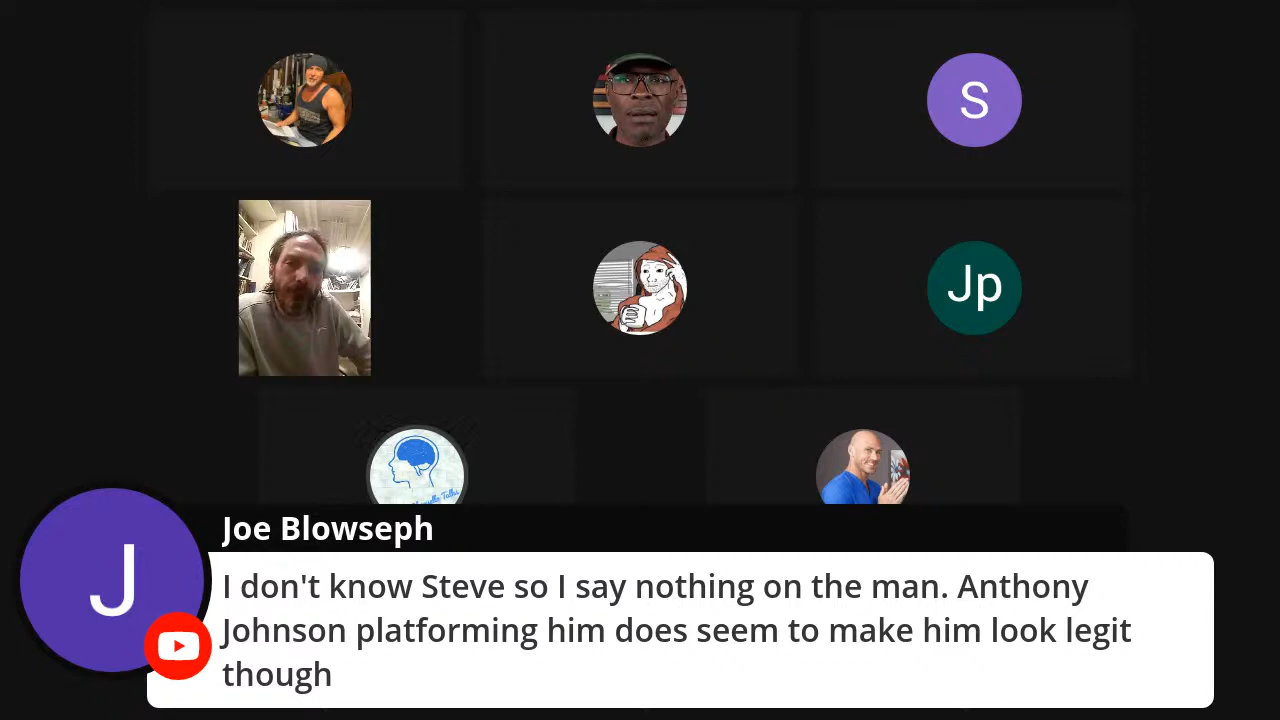 S
Jp
Talks
J
Joe Blowseph
I don't know Steve so I say nothing on the man. Anthony
Johnson platforming him does seem to make him look legit
though